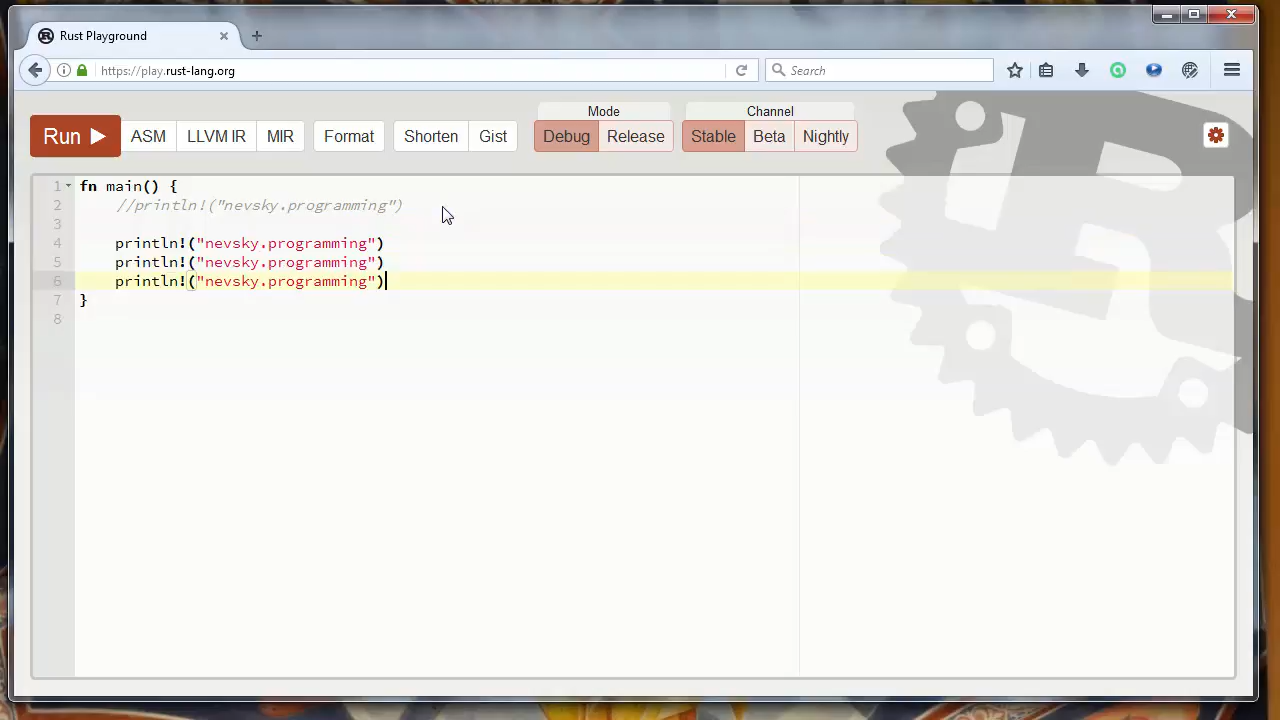 Rust Playground
https://play.rust-lang.org
Search
Run ASM LLVM IR MIR Format Shorten Gist
Mode
Debug Release
Channel
Stable Beta Nightly
1 fn main() {
2 //println!("nevsky.programming")
3
4 println!("nevsky.programming")
5 println!("nevsky.programming")
6 println!("nevsky.programming")
7 }
8